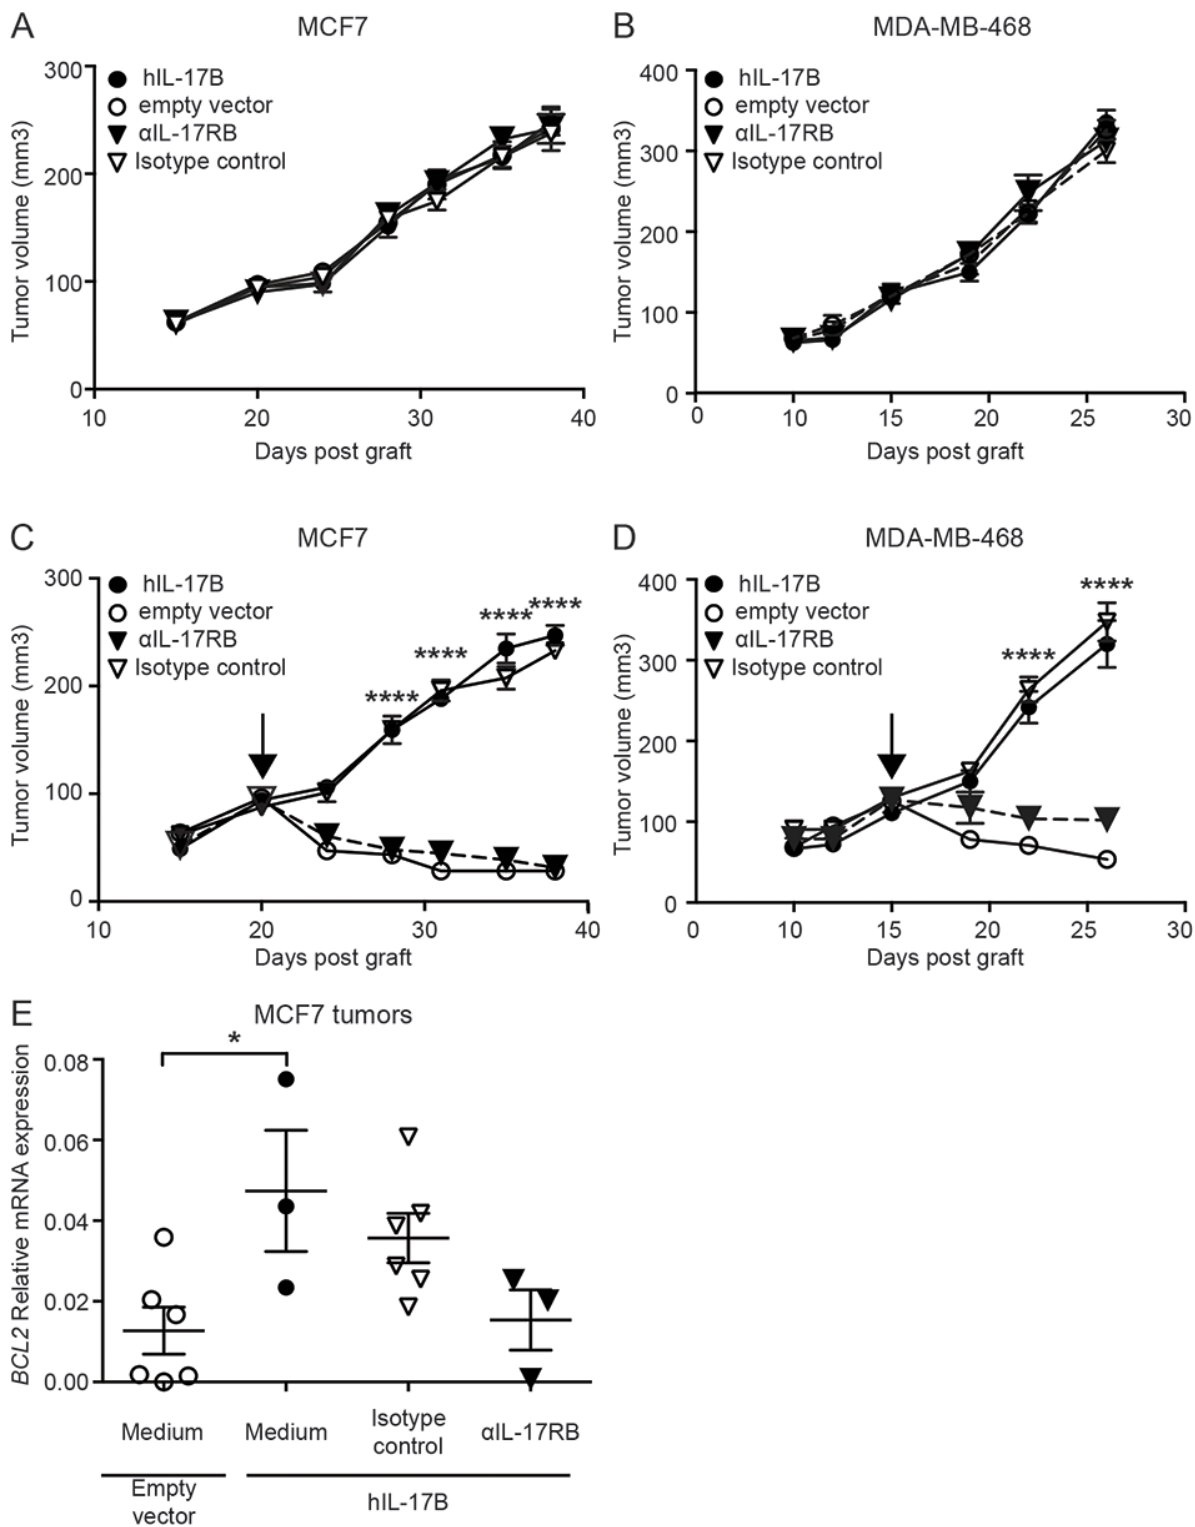 A
MCF7
hIL-17B
empty vector
αIL-17RB
Isotype control
Tumor volume (mm3)
300
200
100
0
10
20
30
40
Days post graft
B
MDA-MB-468
hIL-17B
empty vector
αIL-17RB
Isotype control
Tumor volume (mm3)
400
300
200
100
0
0
10
15
20
25
30
Days post graft
C
MCF7
hIL-17B
empty vector
αIL-17RB
Isotype control
Tumor volume (mm3)
300
200
100
0
****
****
****
****
10
20
30
40
Days post graft
D
MDA-MB-468
hIL-17B
empty vector
αIL-17RB
Isotype control
Tumor volume (mm3)
400
300
200
100
0
****
****
0
10
15
20
25
30
Days post graft
E
MCF7 tumors
*
BCL2 Relative mRNA expression
0.08
0.06
0.04
0.02
0.00
Medium
Medium
Isotype
control
αIL-17RB
Empty
vector
hIL-17B